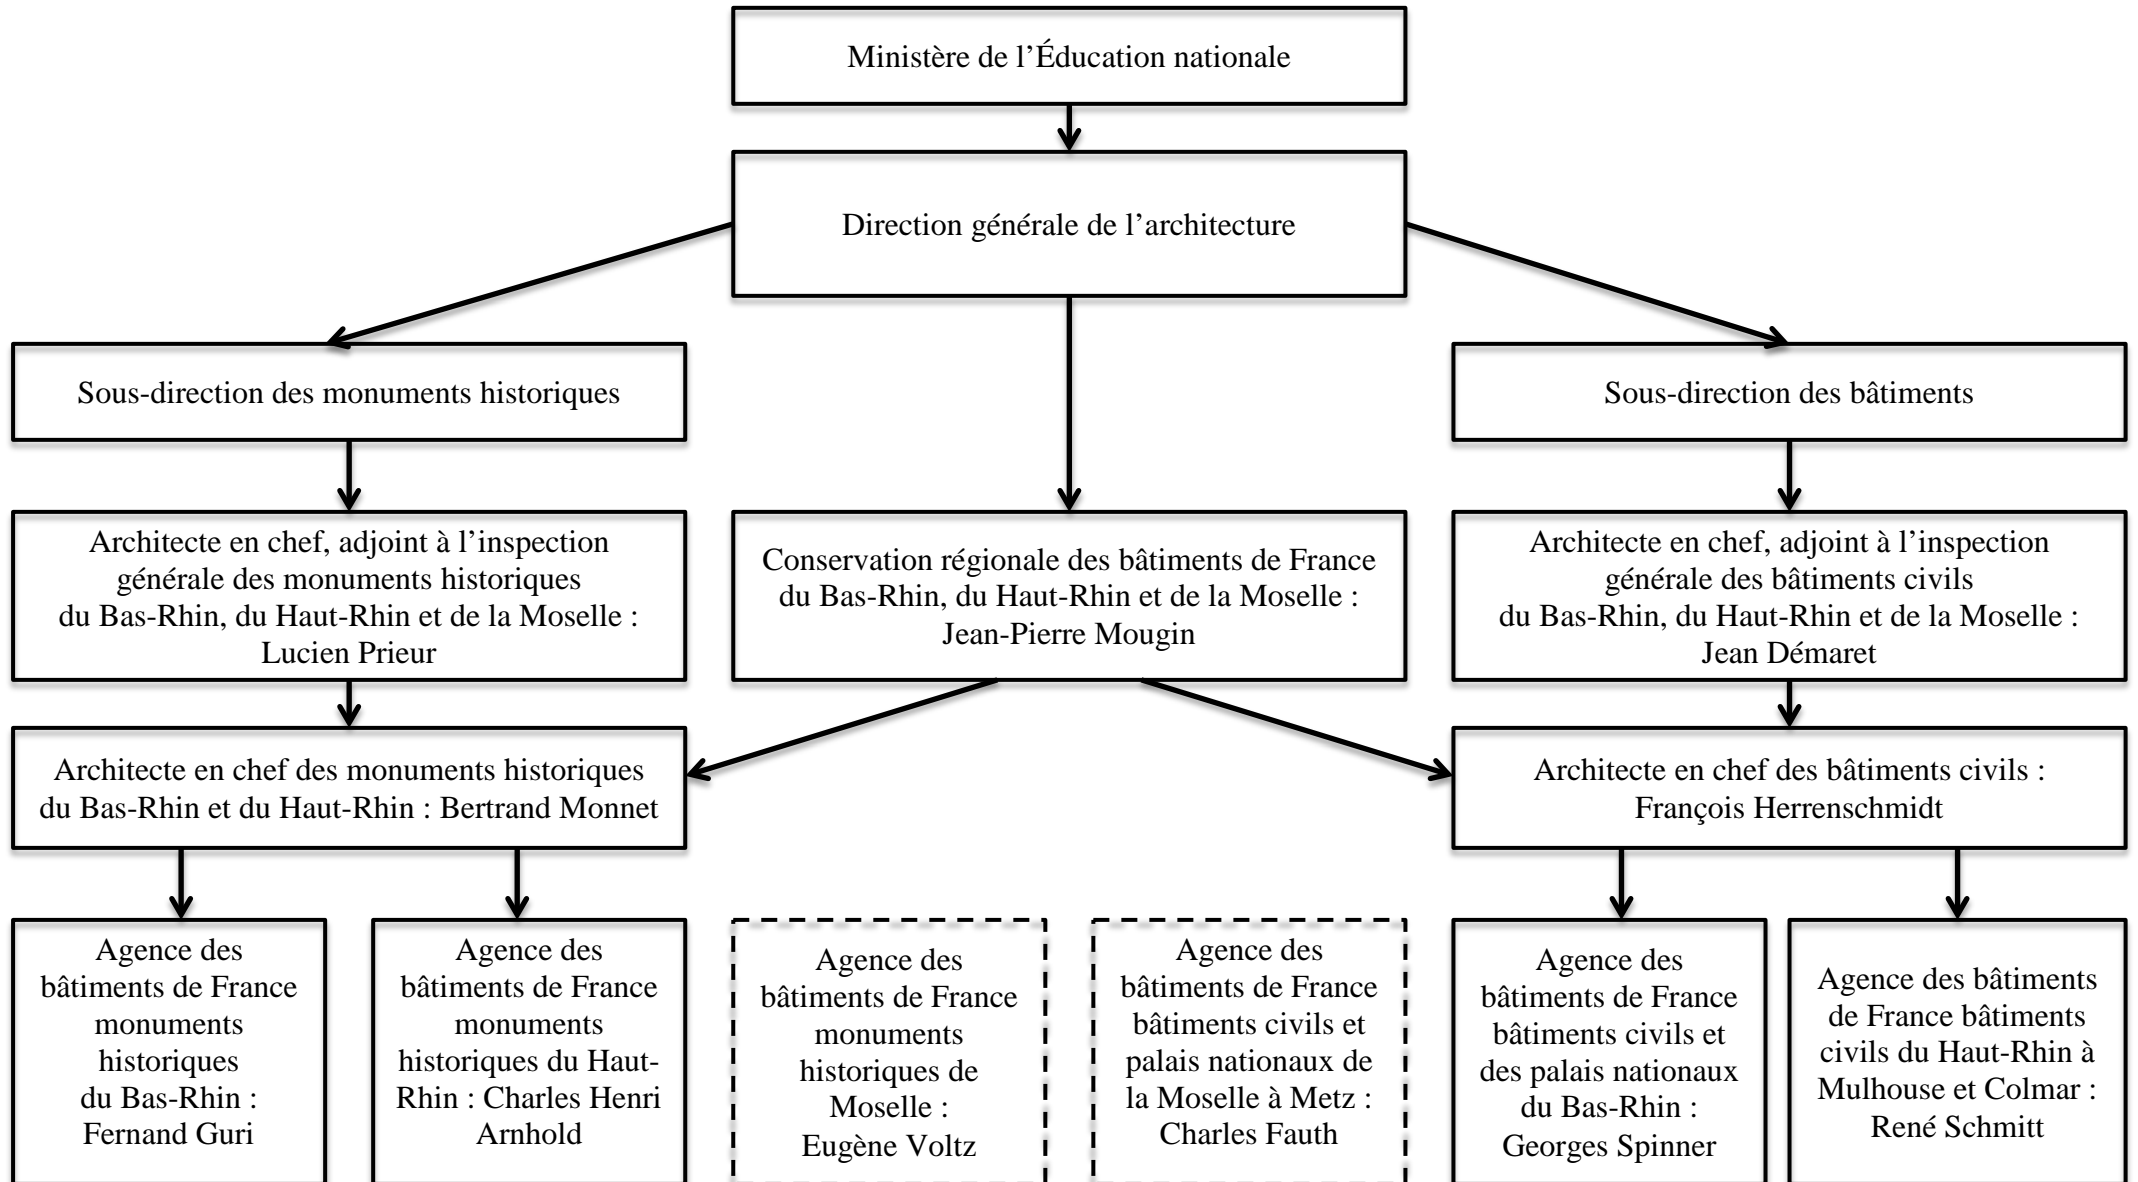 Ministère de l’Éducation nationale
Direction générale de l’architecture
Sous-direction des monuments historiques
Sous-direction des bâtiments
Architecte en chef, adjoint à l’inspection
générale des monuments historiques
du Bas-Rhin, du Haut-Rhin et de la Moselle :
Lucien Prieur
Conservation régionale des bâtiments de France
du Bas-Rhin, du Haut-Rhin et de la Moselle :
Jean-Pierre Mougin
Architecte en chef, adjoint à l’inspection
générale des bâtiments civils
du Bas-Rhin, du Haut-Rhin et de la Moselle :
Jean Démaret
Architecte en chef des monuments historiques
du Bas-Rhin et du Haut-Rhin : Bertrand Monnet
Architecte en chef des bâtiments civils :
François Herrenschmidt
Agence des
bâtiments de France
monuments
historiques
du Bas-Rhin :
Fernand Guri
Agence des
bâtiments de France
monuments
historiques du Haut-
Rhin : Charles Henri
Arnhold
Agence des
bâtiments de France
monuments
historiques de
Moselle :
Eugène Voltz
Agence des
bâtiments de France
bâtiments civils et
palais nationaux de
la Moselle à Metz :
Charles Fauth
Agence des
bâtiments de France
bâtiments civils et
des palais nationaux
du Bas-Rhin :
Georges Spinner
Agence des bâtiments
de France bâtiments
civils du Haut-Rhin à
Mulhouse et Colmar :
René Schmitt